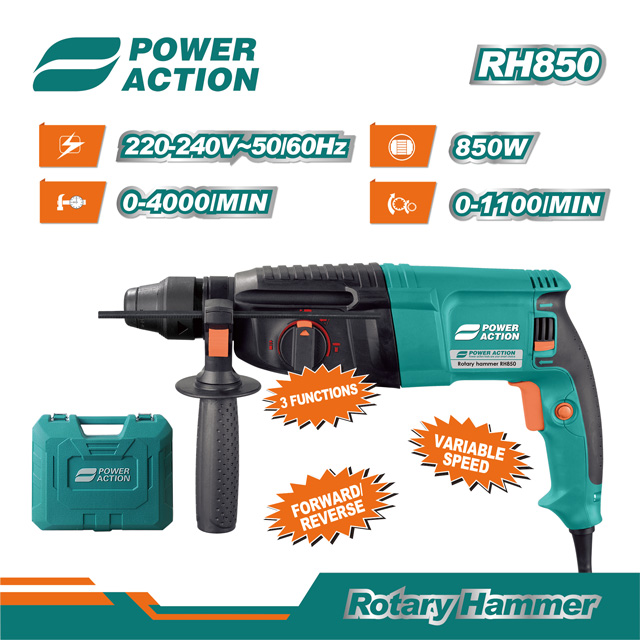 POWER
ACTION
RH850
220-240V~50/60Hz
850W
0-4000/MIN
0-1100/MIN
POWER
ACTION
POWER ACTION
Rotary hammer RH850
3 FUNCTIONS
VARIABLE
SPEED
FORWARD/
REVERSE
POWER
ACTION
Rotary Hammer